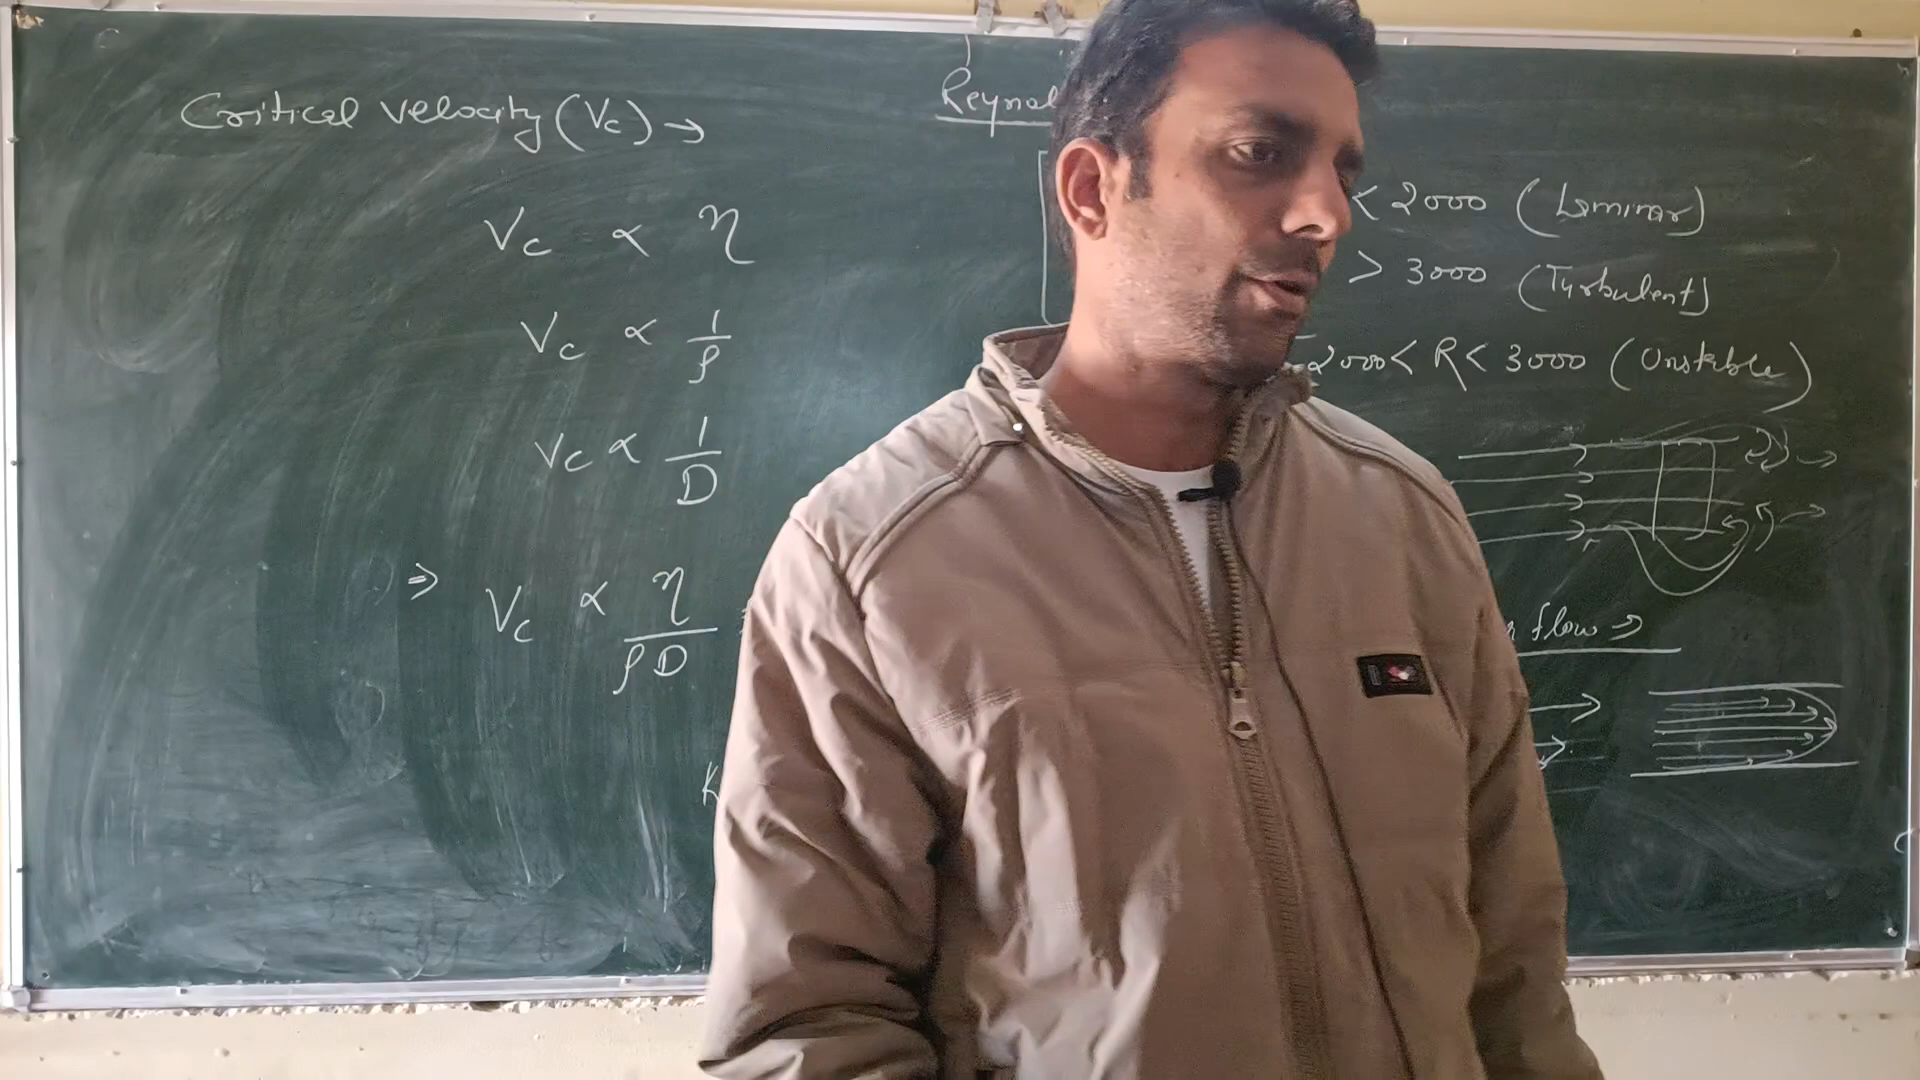 Critical Velocity (Vc) →
Vc ∝ η
Vc ∝ 1/ρ
Vc ∝ 1/D
⇒ Vc ∝ η/ρD
K
Reynol
< 2000 (Laminar)
> 3000 (Turbulent)
2000 < R < 3000 (Unstable)
flow →